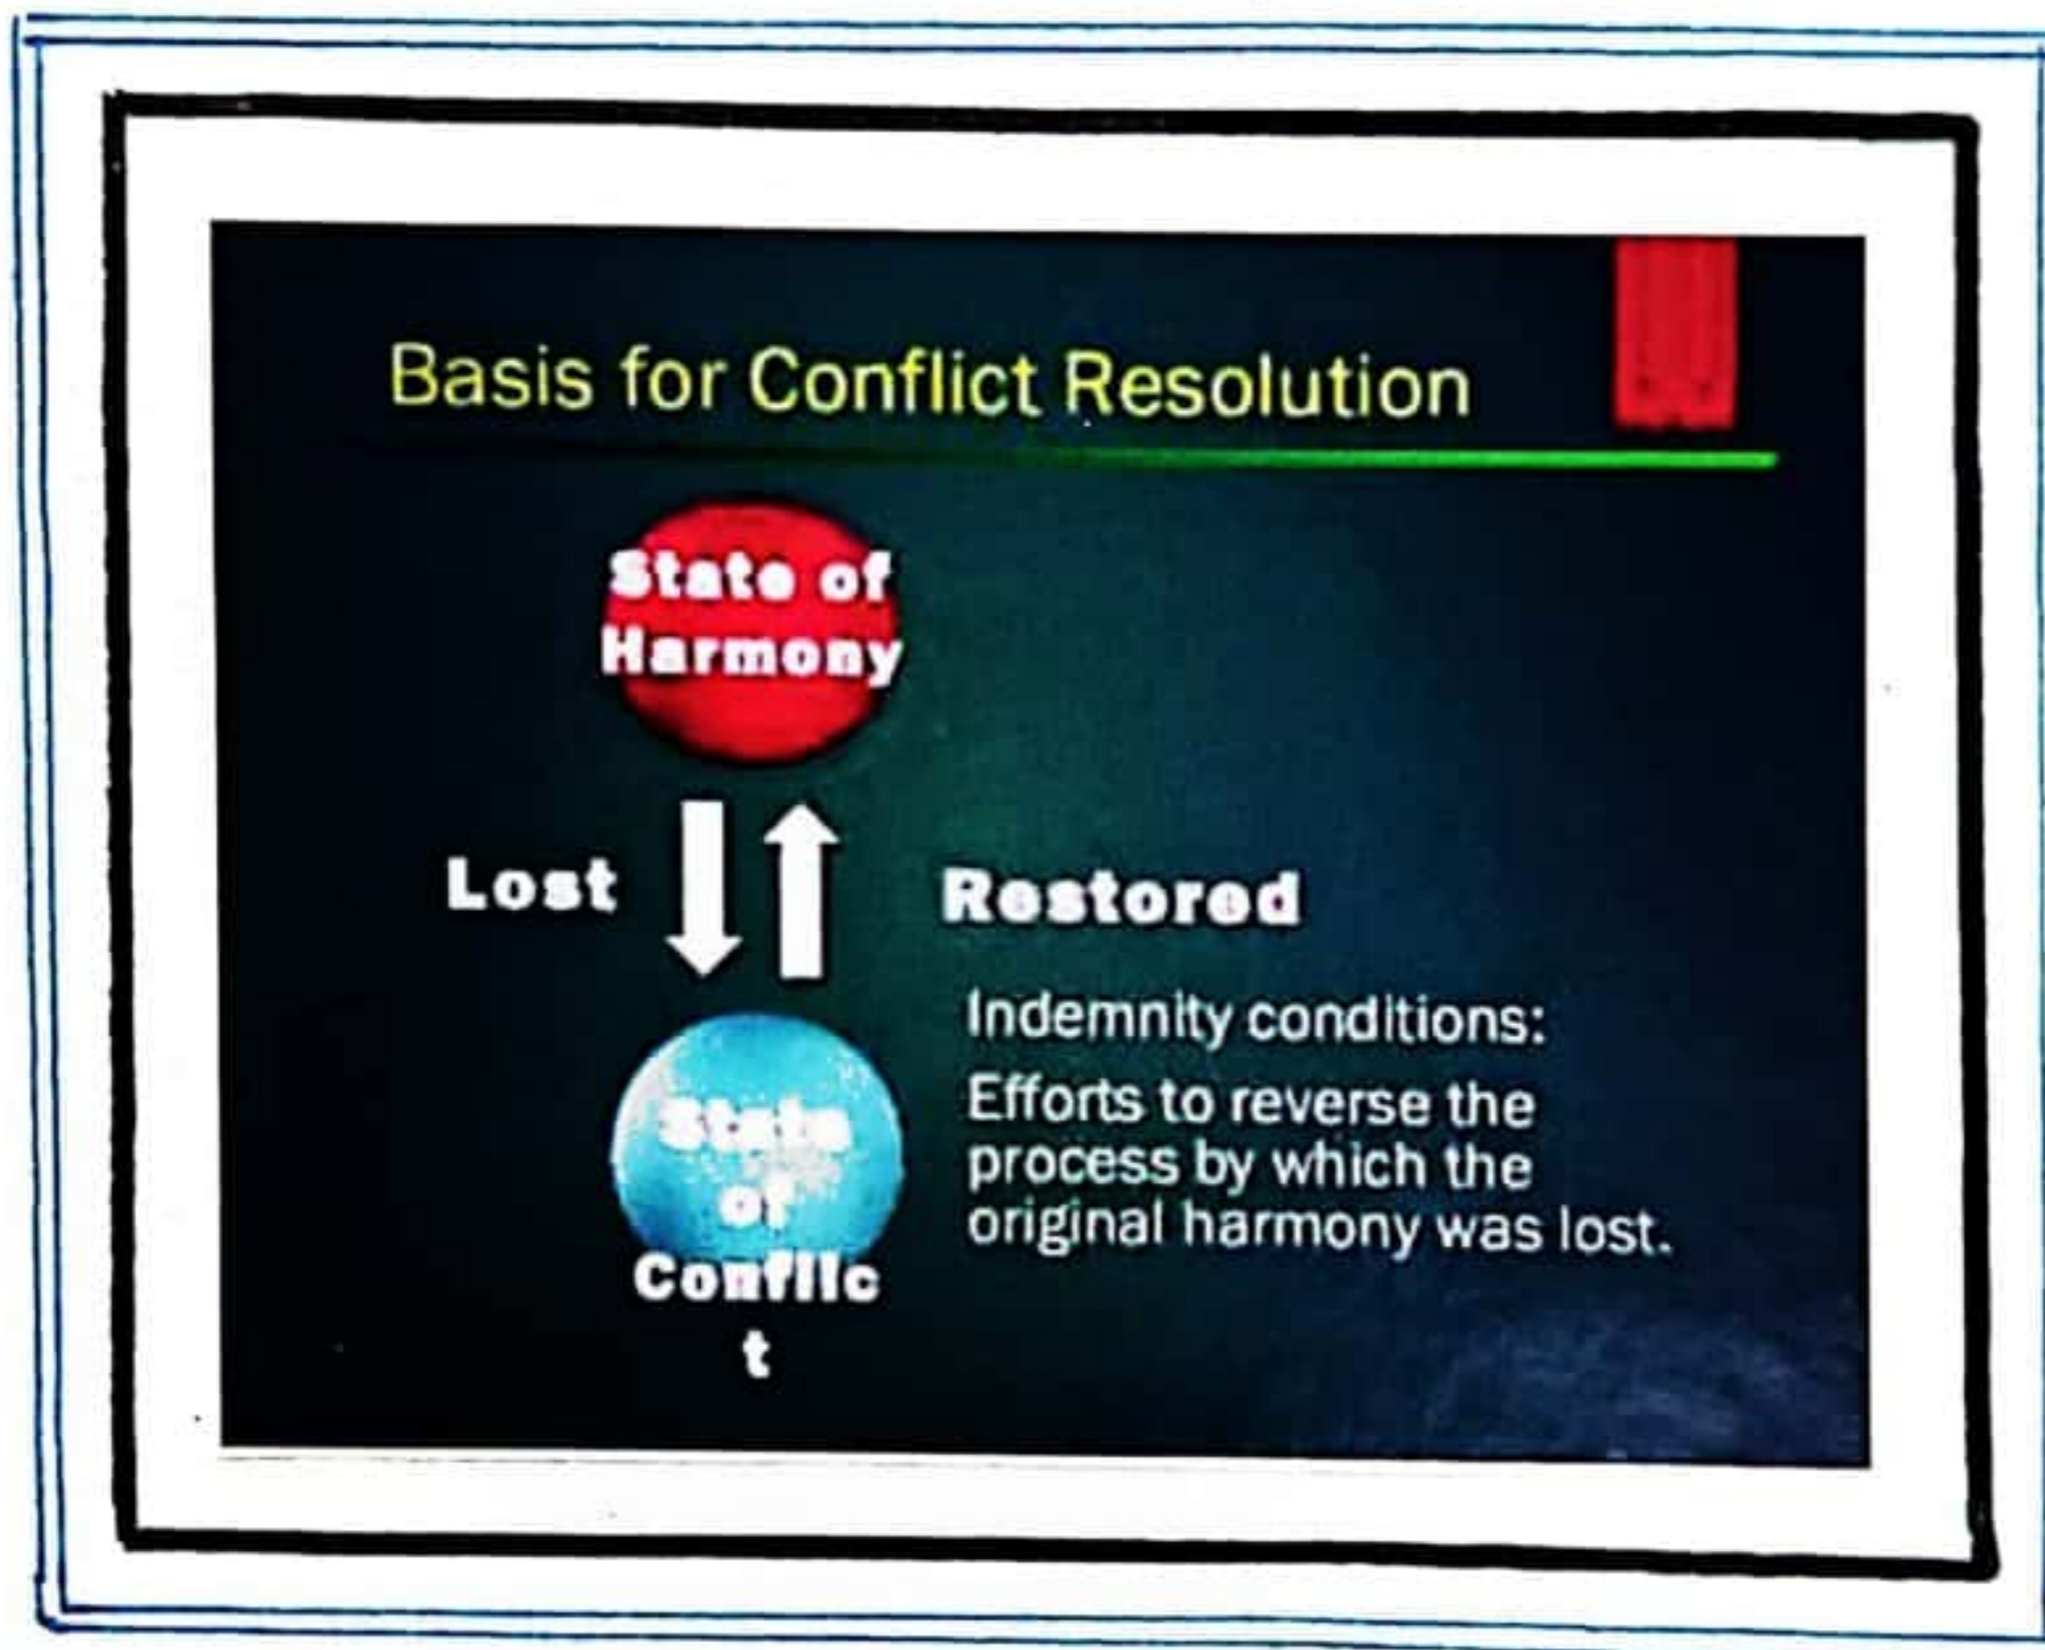 Basis for Conflict Resolution
State of
Harmony
Lost
Restored
Indemnity conditions:
Efforts to reverse the
process by which the
original harmony was lost.
State
of
Conflic
t